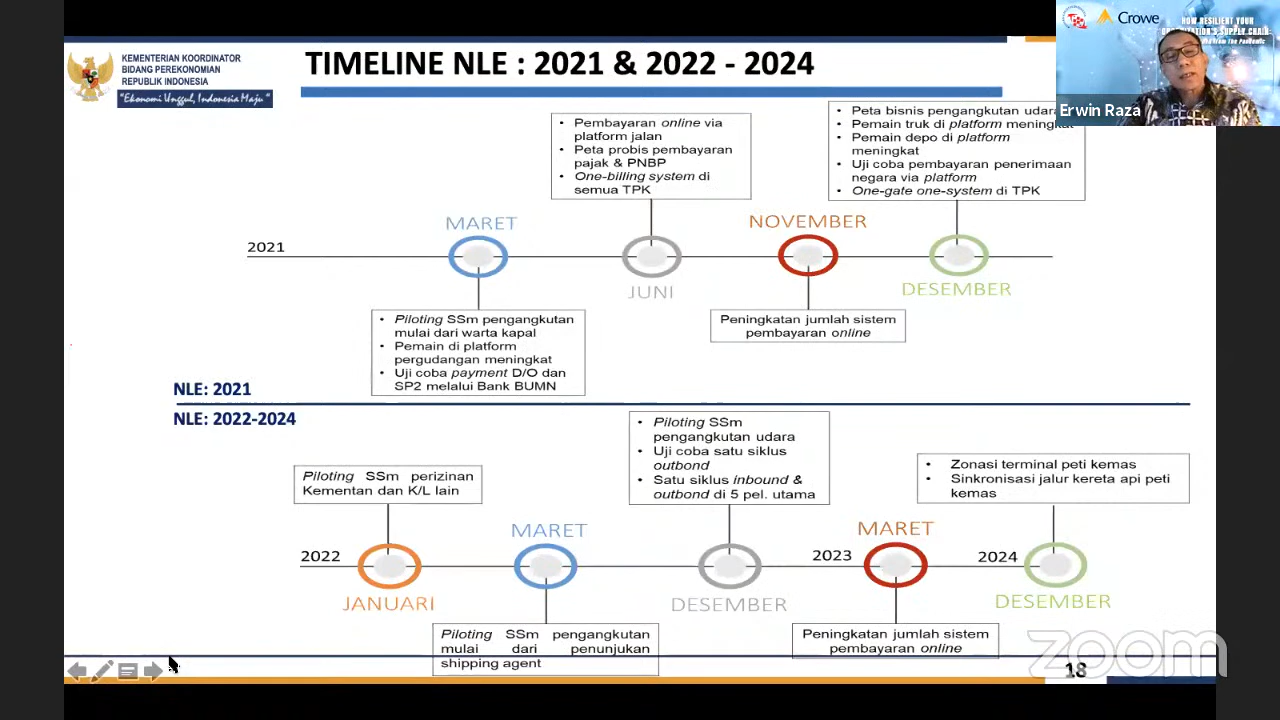 KEMENTERIAN KOORDINATOR
BIDANG PEREKONOMIAN
REPUBLIK INDONESIA
"Ekonomi Unggul, Indonesia Maju"
TIMELINE NLE : 2021 & 2022 - 2024
Crowe
HOW RESILIENT YOUR
SUPPLY CHAIN
Erwin Raza
• Pembayaran online via
platform jalan
• Peta probis pembayaran
pajak & PNBP
• One-billing system di
semua TPK
• Peta bisnis pengangkutan udara
• Pemain truk di platform meningkat
• Pemain depo di platform
meningkat
• Uji coba pembayaran penerimaan
negara via platform
• One-gate one-system di TPK
2021
MARET
JUNI
NOVEMBER
DESEMBER
• Piloting SSm pengangkutan
mulai dari warta kapal
• Pemain di platform
pergudangan meningkat
• Uji coba payment D/O dan
SP2 melalui Bank BUMN
Peningkatan jumlah sistem
pembayaran online
NLE: 2021
NLE: 2022-2024
Piloting SSm perizinan
Kementan dan K/L lain
• Piloting SSm
pengangkutan udara
• Uji coba satu siklus
outbond
• Satu siklus inbound &
outbond di 5 pel. utama
• Zonasi terminal peti kemas
• Sinkronisasi jalur kereta api peti
kemas
2022
JANUARI
MARET
DESEMBER
2023
MARET
2024
DESEMBER
Piloting SSm pengangkutan
mulai dari penunjukan
shipping agent
Peningkatan jumlah sistem
pembayaran online
zoom
18